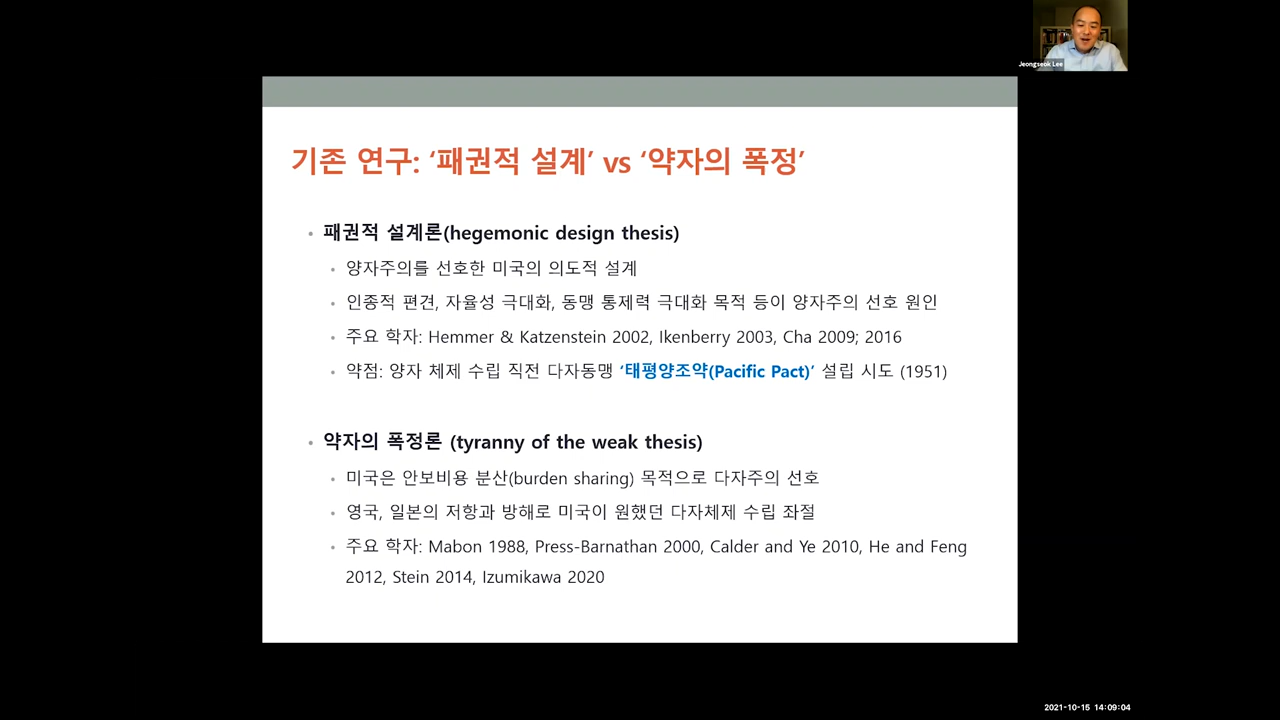 Jeongseok Lee
기존 연구: ‘패권적 설계’ vs ‘약자의 폭정’
• 패권적 설계론(hegemonic design thesis)
• 양자주의를 선호한 미국의 의도적 설계
• 인종적 편견, 자율성 극대화, 동맹 통제력 극대화 목적 등이 양자주의 선호 원인
• 주요 학자: Hemmer & Katzenstein 2002, Ikenberry 2003, Cha 2009; 2016
• 약점: 양자 체제 수립 직전 다자동맹 ‘태평양조약(Pacific Pact)’ 설립 시도 (1951)
• 약자의 폭정론 (tyranny of the weak thesis)
• 미국은 안보비용 분산(burden sharing) 목적으로 다자주의 선호
• 영국, 일본의 저항과 방해로 미국이 원했던 다자체제 수립 좌절
• 주요 학자: Mabon 1988, Press-Barnathan 2000, Calder and Ye 2010, He and Feng
2012, Stein 2014, Izumikawa 2020
2021-10-15 14:09:04